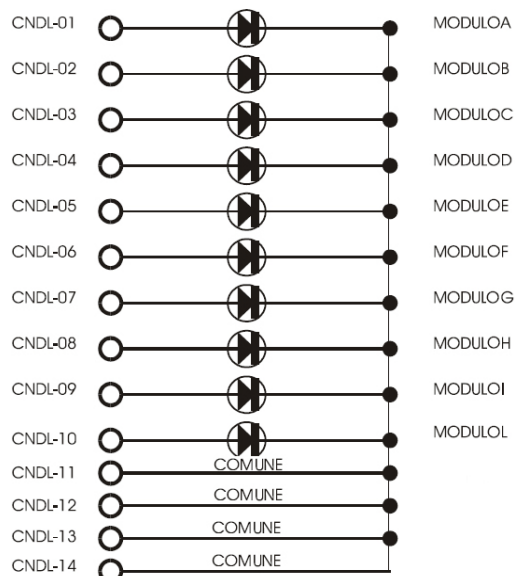 CNDL-01 MODULOA
CNDL-02 MODULOB
CNDL-03 MODULOC
CNDL-04 MODULOD
CNDL-05 MODULOE
CNDL-06 MODULOF
CNDL-07 MODULOG
CNDL-08 MODULOH
CNDL-09 MODULOI
CNDL-10 MODULOL
CNDL-11 COMUNE
CNDL-12 COMUNE
CNDL-13 COMUNE
CNDL-14 COMUNE